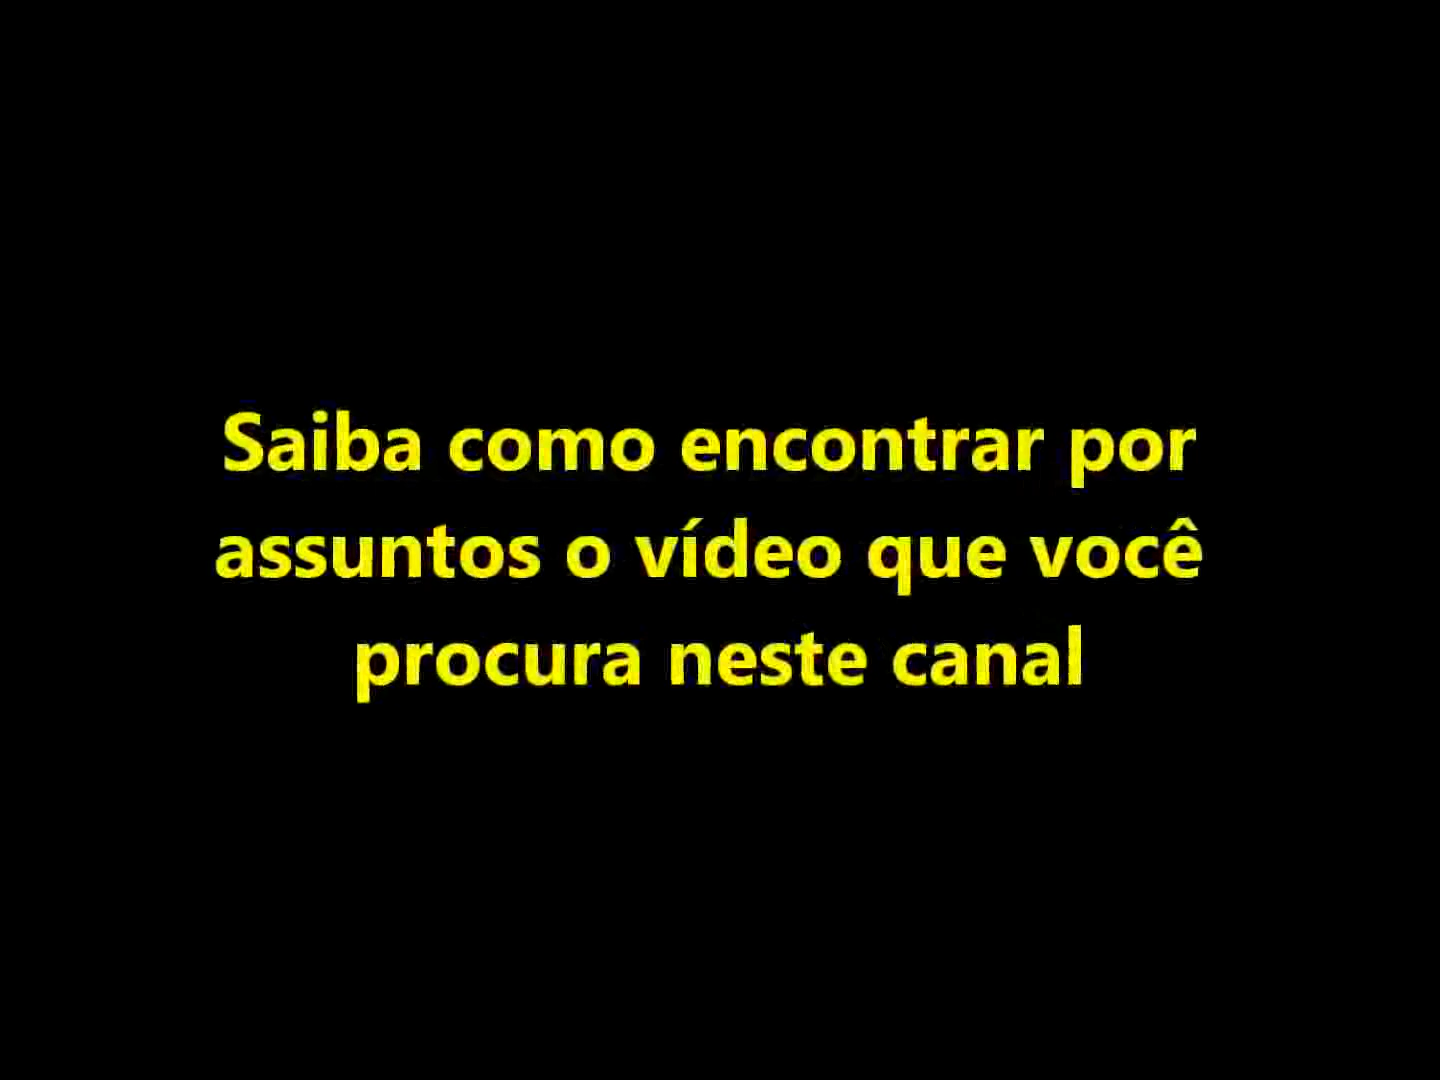 Saiba como encontrar por
assuntos o vídeo que você
procura neste canal